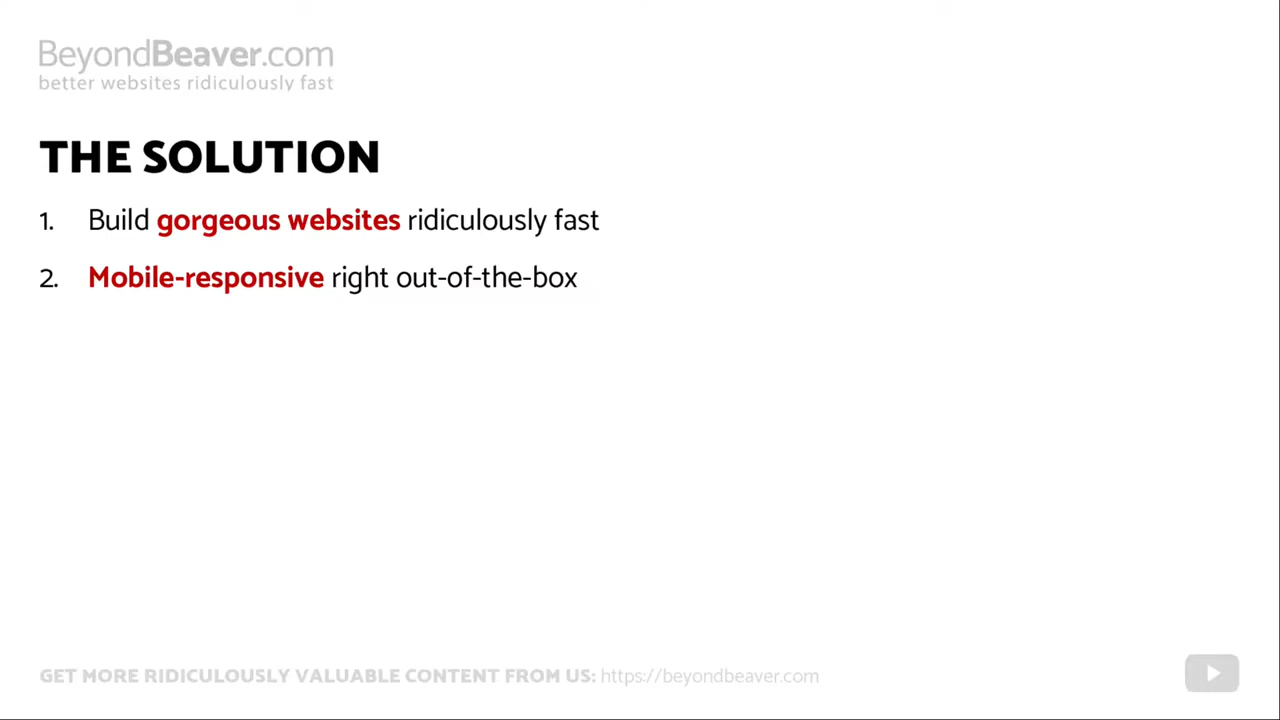 BeyondBeaver.com
better websites ridiculously fast
THE SOLUTION
1. Build gorgeous websites ridiculously fast
2. Mobile-responsive right out-of-the-box
GET MORE RIDICULOUSLY VALUABLE CONTENT FROM US: https://beyondbeaver.com